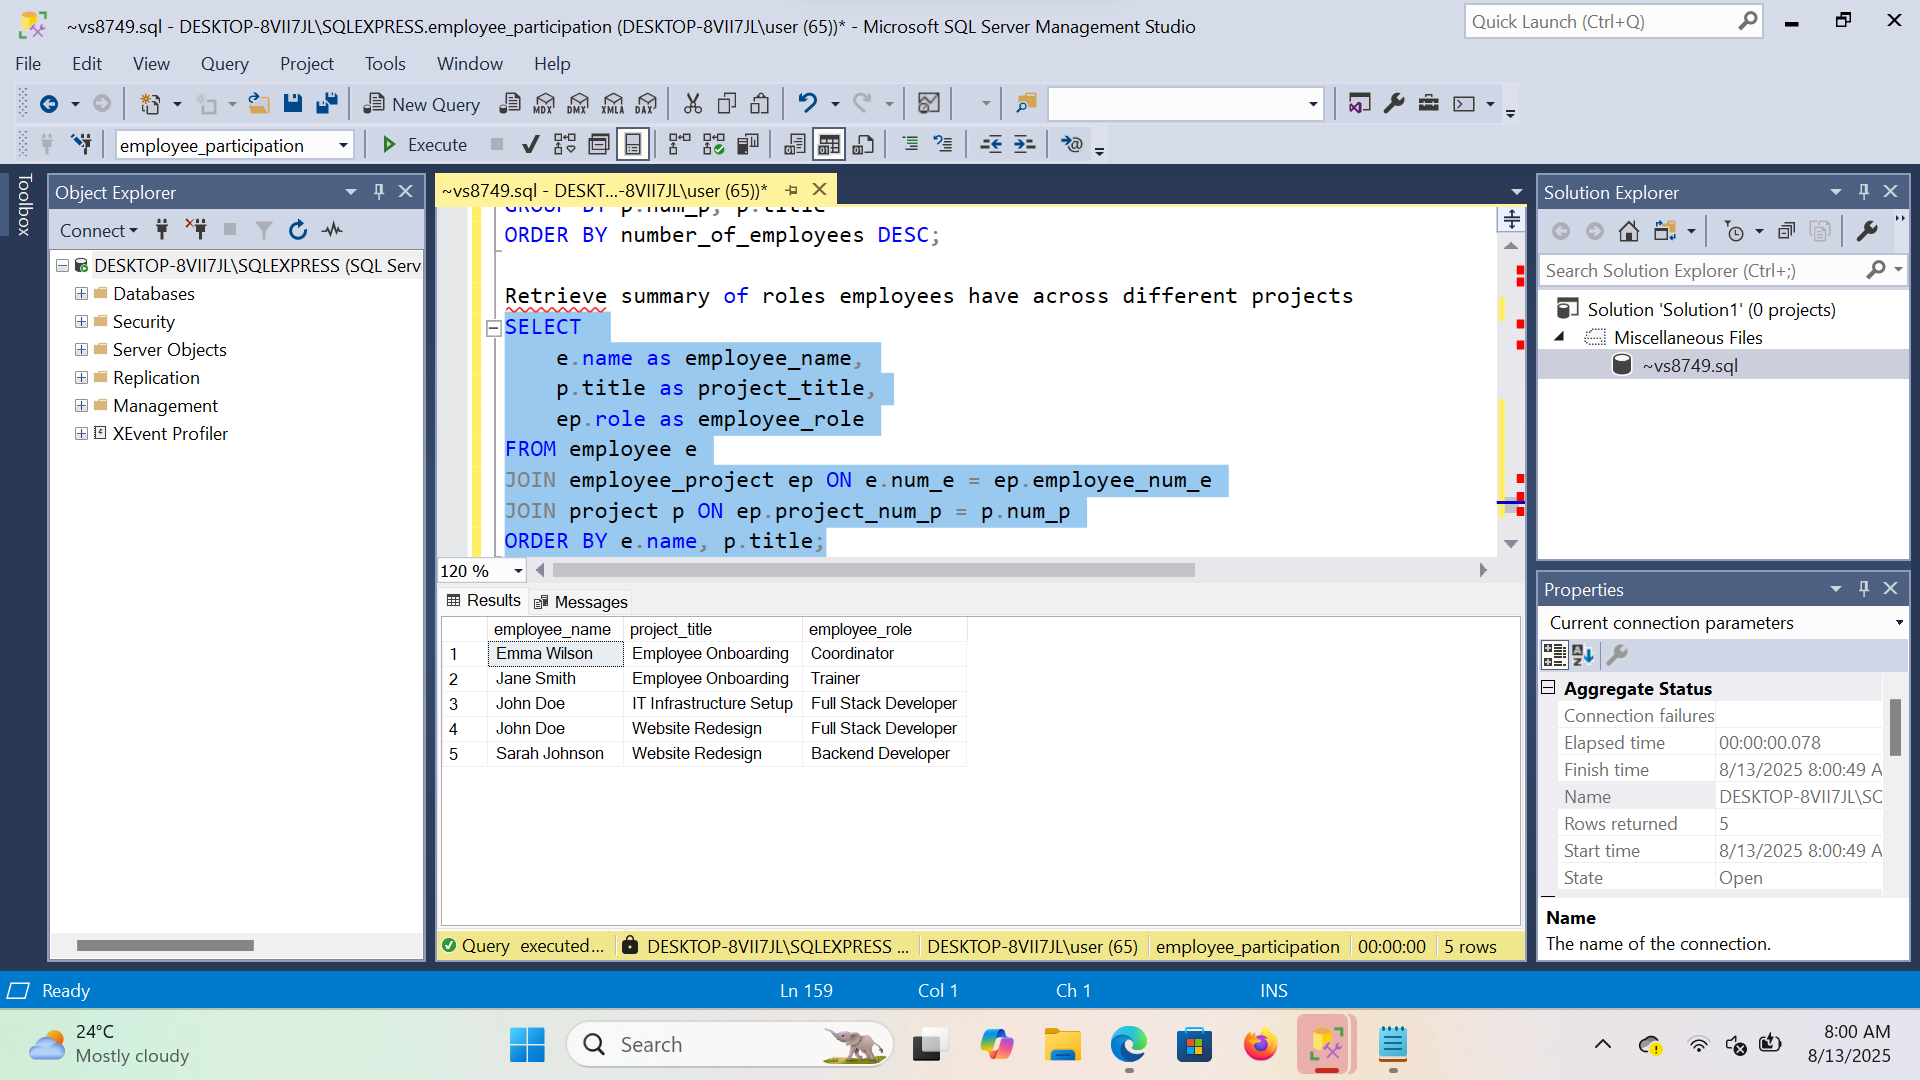 ~vs8749.sql - DESKTOP-8VII7JL\SQLEXPRESS.employee_participation (DESKTOP-8VII7JL\user (65))* - Microsoft SQL Server Management Studio
Quick Launch (Ctrl+Q)
File Edit View Query Project Tools Window Help
New Query MDX DMX XMLA DAX
employee_participation Execute
Toolbox
Object Explorer
Connect
DESKTOP-8VII7JL\SQLEXPRESS (SQL Serv
Databases
Security
Server Objects
Replication
Management
XEvent Profiler
~vs8749.sql - DESKT...-8VII7JL\user (65))*
GROUP BY p.num_p, p.title
ORDER BY number_of_employees DESC;
Retrieve summary of roles employees have across different projects
SELECT
e.name as employee_name,
p.title as project_title,
ep.role as employee_role
FROM employee e
JOIN employee_project ep ON e.num_e = ep.employee_num_e
JOIN project p ON ep.project_num_p = p.num_p
ORDER BY e.name, p.title;
120 %
Results Messages
employee_name project_title employee_role
1 Emma Wilson Employee Onboarding Coordinator
2 Jane Smith Employee Onboarding Trainer
3 John Doe IT Infrastructure Setup Full Stack Developer
4 John Doe Website Redesign Full Stack Developer
5 Sarah Johnson Website Redesign Backend Developer
Query executed... DESKTOP-8VII7JL\SQLEXPRESS ... DESKTOP-8VII7JL\user (65) employee_participation 00:00:00 5 rows
Solution Explorer
Search Solution Explorer (Ctrl+;)
Solution 'Solution1' (0 projects)
Miscellaneous Files
~vs8749.sql
Properties
Current connection parameters
Aggregate Status
Connection failures
Elapsed time 00:00:00.078
Finish time 8/13/2025 8:00:49 A
Name DESKTOP-8VII7JL\SC
Rows returned 5
Start time 8/13/2025 8:00:49 A
State Open
Name
The name of the connection.
Ready Ln 159 Col 1 Ch 1 INS
24°C
Mostly cloudy
Search
8:00 AM
8/13/2025